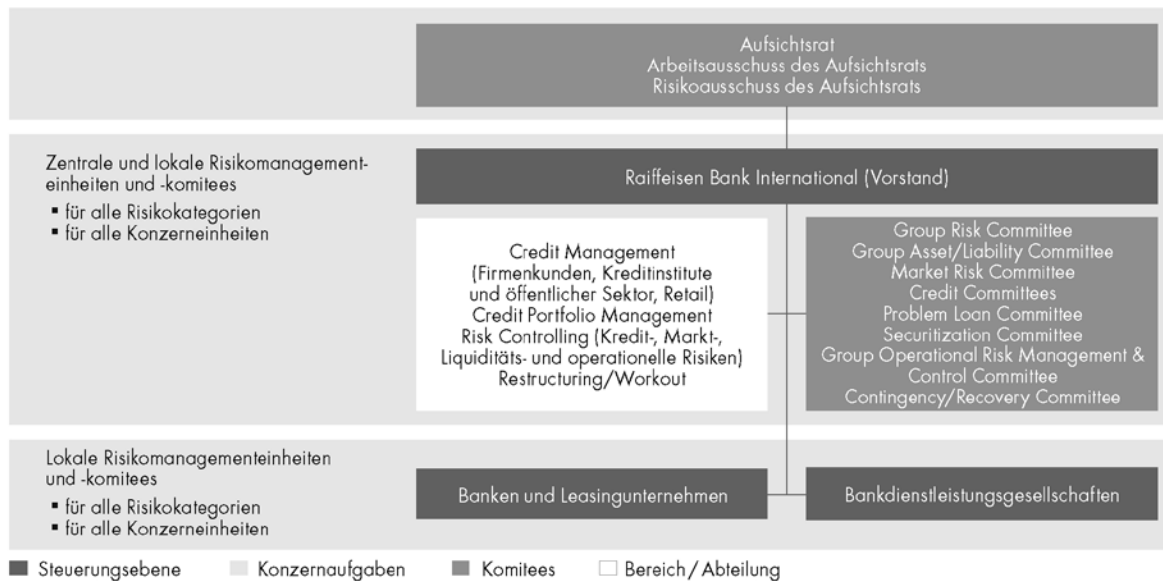 Aufsichtsrat
Arbeitsausschuss des Aufsichtsrats
Risikoausschuss des Aufsichtsrats
Zentrale und lokale Risikomanagement-
einheiten und -komitees
▪ für alle Risikokategorien
▪ für alle Konzerneinheiten
Raiffeisen Bank International (Vorstand)
Credit Management
(Firmenkunden, Kreditinstitute
und öffentlicher Sektor, Retail)
Credit Portfolio Management
Risk Controlling (Kredit-, Markt-,
Liquiditäts- und operationelle Risiken)
Restructuring/Workout
Group Risk Committee
Group Asset/Liability Committee
Market Risk Committee
Credit Committees
Problem Loan Committee
Securitization Committee
Group Operational Risk Management &
Control Committee
Contingency/Recovery Committee
Lokale Risikomanagementeinheiten
und -komitees
▪ für alle Risikokategorien
▪ für alle Konzerneinheiten
Banken und Leasingunternehmen
Bankdienstleistungsgesellschaften
Steuerungsebene
Konzernaufgaben
Komitees
Bereich/Abteilung